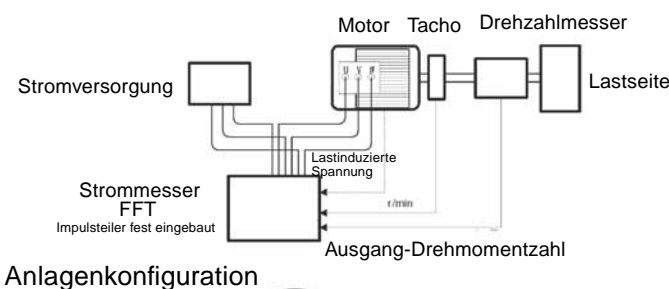 Motor Tacho Drehzahlmesser
U V W
Stromversorgung
Lastseite
Lastinduzierte
Spannung
Strommesser
FFT
Impulsteiler fest eingebaut
r/min
Ausgang-Drehmomentzahl
Anlagenkonfiguration